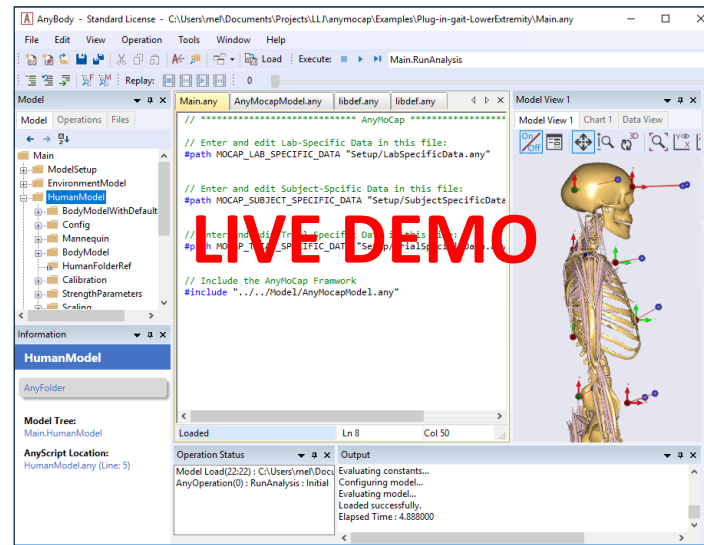 AnyBody - Standard License - C:\Users\mel\Documents\Projects\LLJ\anymocap\Examples\Plug-in-gait-LowerExtremity\Main.any
File Edit View Operation Tools Window Help
Load Execute: Main.RunAnalysis
Replay: 0
Model
Model Operations Files
Main
ModelSetup
EnvironmentModel
HumanModel
BodyModelWithDefault
Config
Mannequin
BodyModel
HumanFolderRef
Calibration
StrengthParameters
Scaling
Information
HumanModel
AnyFolder
Model Tree:
Main.HumanModel
AnyScript Location:
HumanModel.any (Line: 5)
Main.any AnyMocapModel.any libdef.any libdef.any
// **************************** AnyMoCap *****************
// Enter and edit Lab-Specific Data in this file:
#path MOCAP_LAB_SPECIFIC_DATA "Setup/LabSpecificData.any"
// Enter and edit Subject-Spcific Data in this file:
#path MOCAP_SUBJECT_SPECIFIC_DATA "Setup/SubjectSpecificData
LIVE DEMO
// Include the AnyMoCap Framwork
#include "../../Model/AnyMocapModel.any"
Loaded Ln 8 Col 50
Model View 1
Model View 1 Chart 1 Data View
On/Off
Operation Status
Model Load(22:22) : C:\Users\mel\Docu
AnyOperation(0) : RunAnalysis : Initial
Output
Evaluating constants...
Configuring model...
Evaluating model...
Loaded successfully.
Elapsed Time : 4.888000